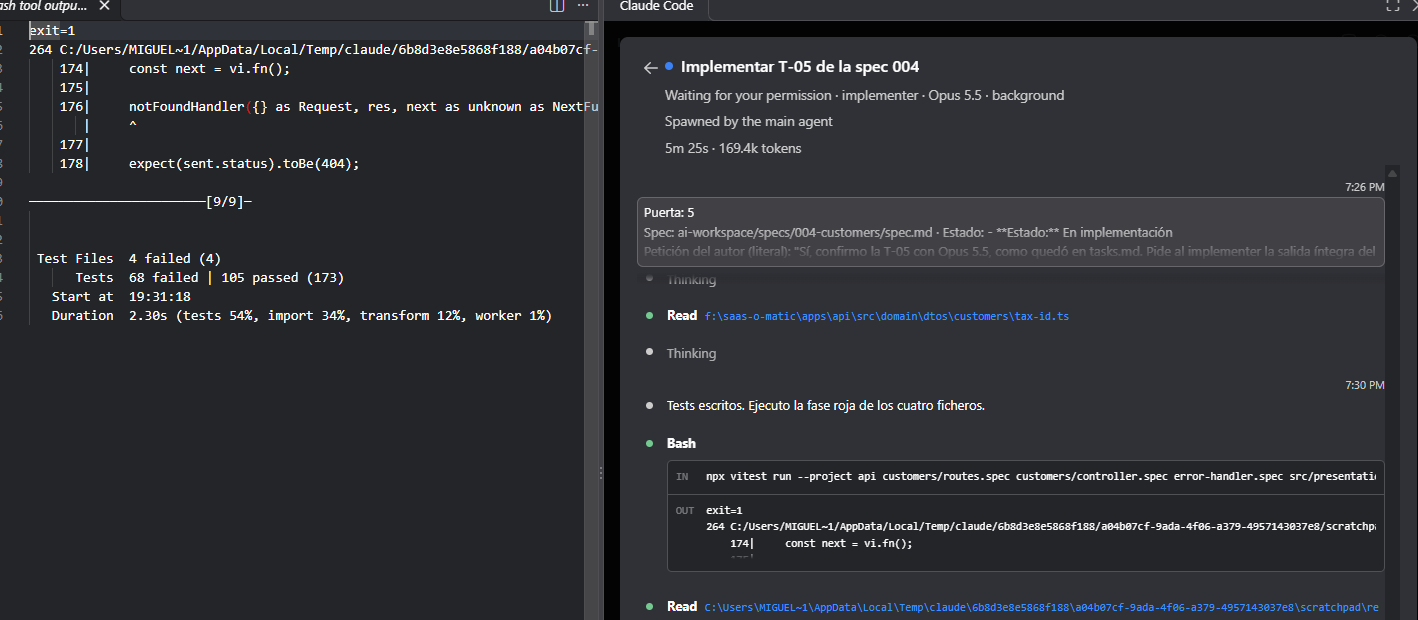 ash tool outpu...
exit=1
264 C:/Users/MIGUEL~1/AppData/Local/Temp/claude/6b8d3e8e5868f188/a04b07cf-
174| const next = vi.fn();
175|
176| notFoundHandler({} as Request, res, next as unknown as NextFu
| ^
177|
178| expect(sent.status).toBe(404);
[9/9]
Test Files 4 failed (4)
Tests 68 failed | 105 passed (173)
Start at 19:31:18
Duration 2.30s (tests 54%, import 34%, transform 12%, worker 1%)
Claude Code
Implementar T-05 de la spec 004
Waiting for your permission · implementer · Opus 5.5 · background
Spawned by the main agent
5m 25s · 169.4k tokens
7:26 PM
Puerta: 5
Spec: ai-workspace/specs/004-customers/spec.md · Estado: - **Estado:** En implementación
Petición del autor (literal): "Sí, confirmo la T-05 con Opus 5.5, como quedó en tasks.md. Pide al implementer la salida íntegra del
Thinking
Read f:\saas-o-matic\apps\api\src\domain\dtos\customers\tax-id.ts
Thinking
7:30 PM
Tests escritos. Ejecuto la fase roja de los cuatro ficheros.
Bash
IN npx vitest run --project api customers/routes.spec customers/controller.spec error-handler.spec src/presentati
OUT exit=1
264 C:/Users/MIGUEL~1/AppData/Local/Temp/claude/6b8d3e8e5868f188/a04b07cf-9ada-4f06-a379-4957143037e8/scratchpa
174| const next = vi.fn();
Read C:\Users\MIGUEL~1\AppData\Local\Temp\claude\6b8d3e8e5868f188\a04b07cf-9ada-4f06-a379-4957143037e8\scratchpad\re